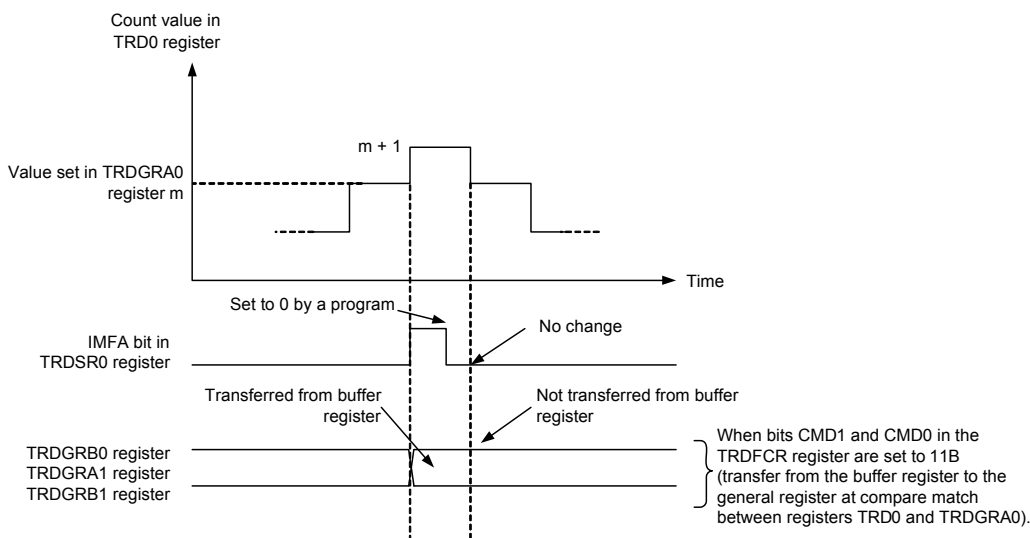 Count value in
TRD0 register
m + 1
Value set in TRDGRA0
register m
Time
Set to 0 by a program
No change
IMFA bit in
TRDSR0 register
Transferred from buffer
register
Not transferred from buffer
register
TRDGRB0 register
TRDGRA1 register
TRDGRB1 register
When bits CMD1 and CMD0 in the
TRDFCR register are set to 11B
(transfer from the buffer register to the
general register at compare match
between registers TRD0 and TRDGRA0).